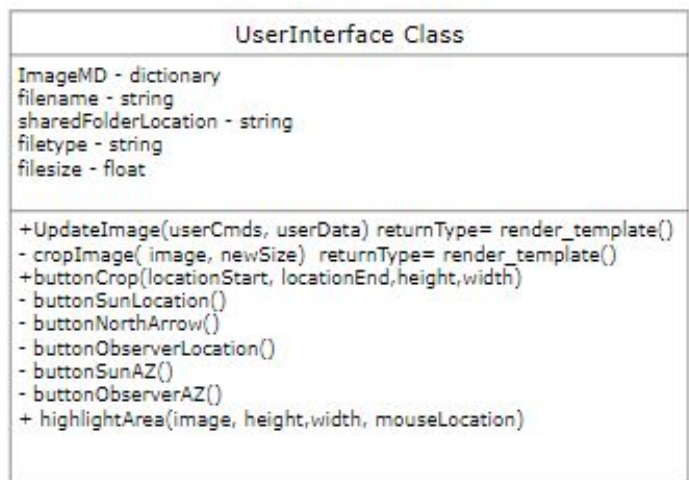 UserInterface Class
ImageMD - dictionary
filename - string
sharedFolderLocation - string
filetype - string
filesize - float
+UpdateImage(userCmds, userData) returnType= render_template()
- cropImage( image, newSize) returnType= render_template()
+buttonCrop(locationStart, locationEnd,height,width)
- buttonSunLocation()
- buttonNorthArrow()
- buttonObserverLocation()
- buttonSunAZ()
- buttonObserverAZ()
+ highlightArea(image, height,width, mouseLocation)